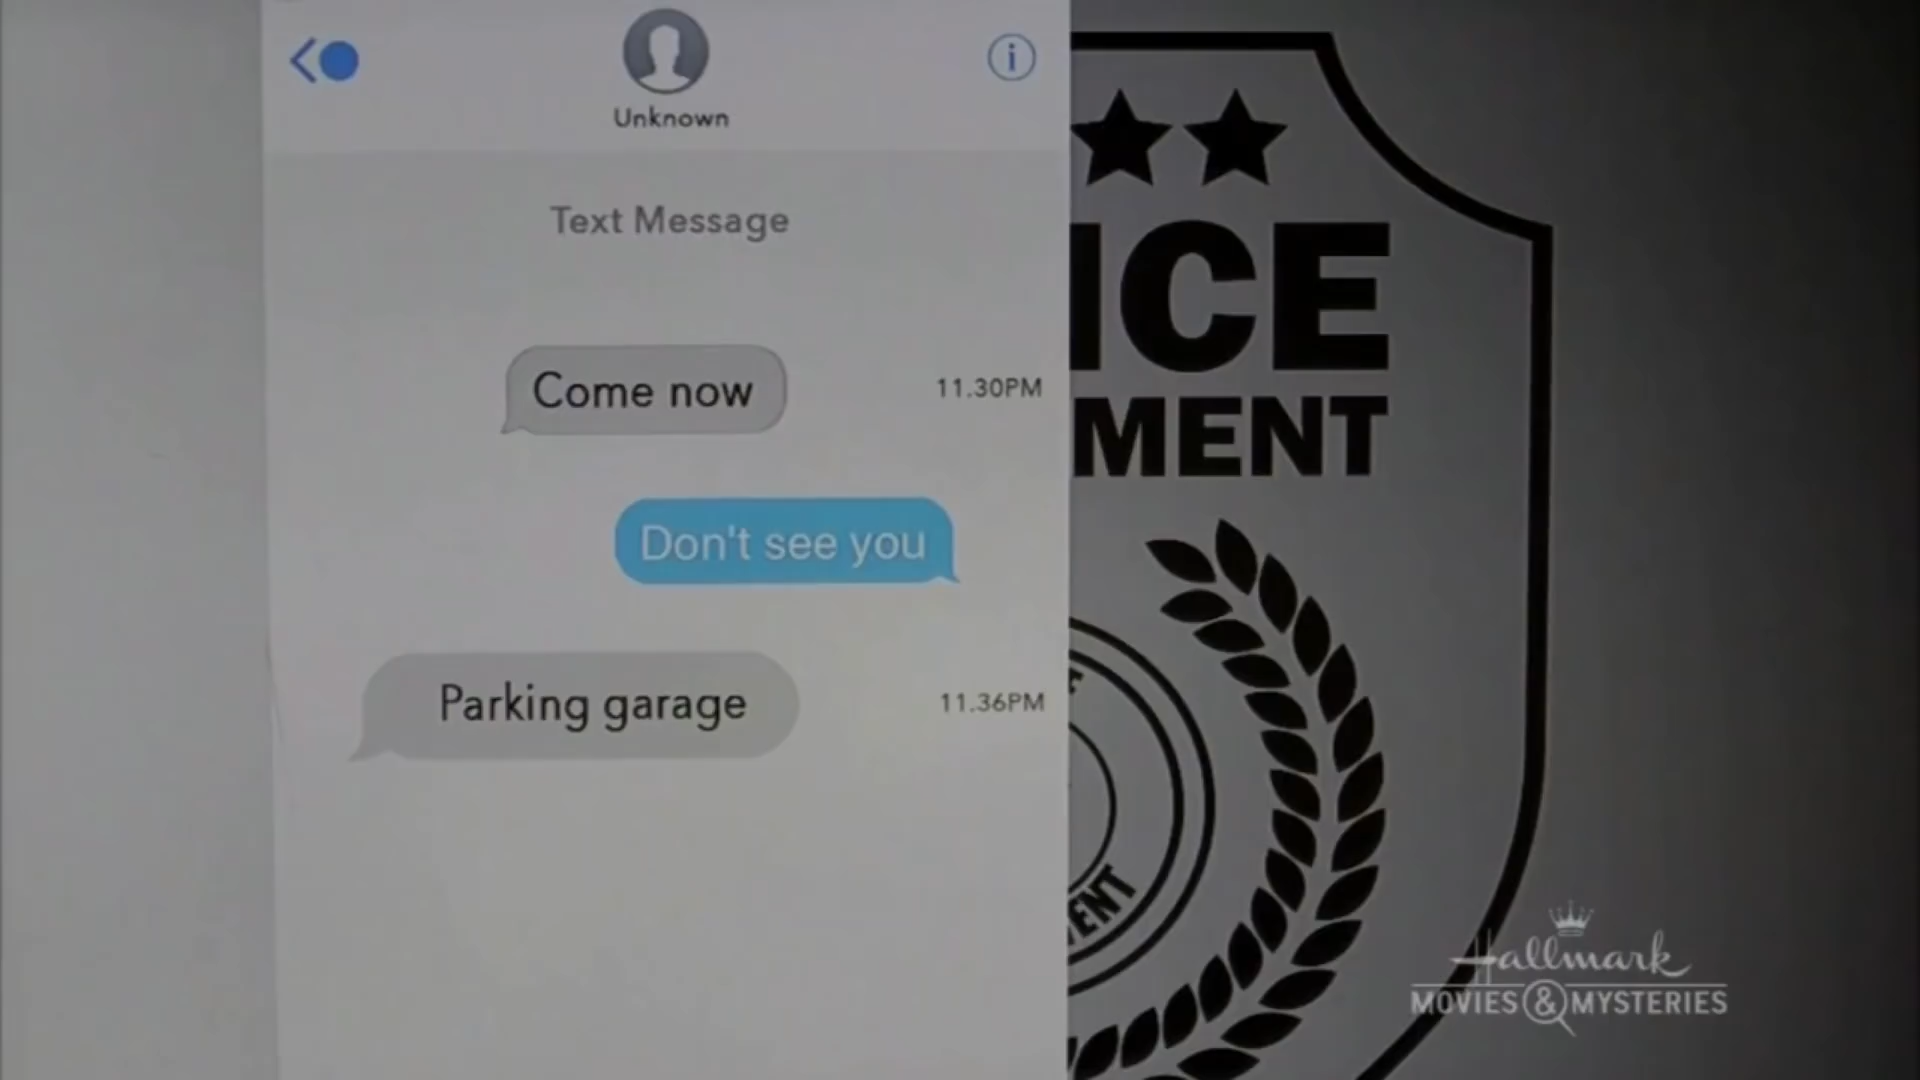 Unknown
Text Message
Come now
11.30PM
Don't see you
Parking garage
11.36PM
ICE
MENT
MENT
Hallmark
MOVIES & MYSTERIES